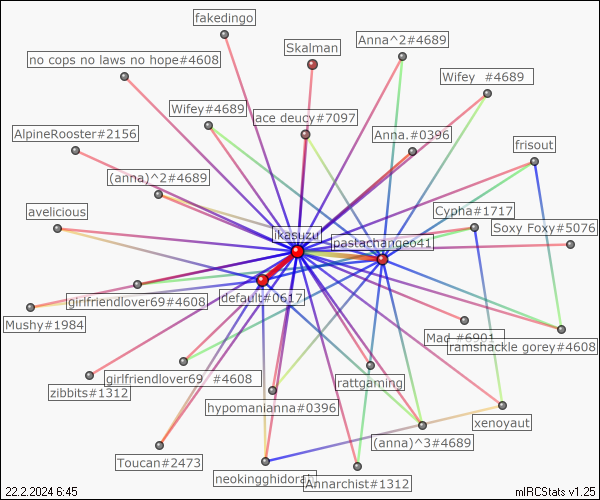 fakedingo
Skalman
Anna^2#4689
no cops no laws no hope#4608
Wifey #4689
Wifey#4689
ace deucy#7097
AlpineRooster#2156
Anna.#0396
frisout
(anna)^2#4689
avelicious
Cypha#1717
Soxy Foxy#5076
ikasuzu
pastachangeo41
girlfriendlover69#4608
default#0617
Mushy#1984
Mad #6901
ramshackle gorey#4608
girlfriendlover69 #4608
rattgaming
zibbits#1312
hypomanianna#0396
xenoyaut
(anna)^3#4689
Toucan#2473
neokingghidorah
Annarchist#1312
22.2.2024 6:45
mIRCStats v1.25